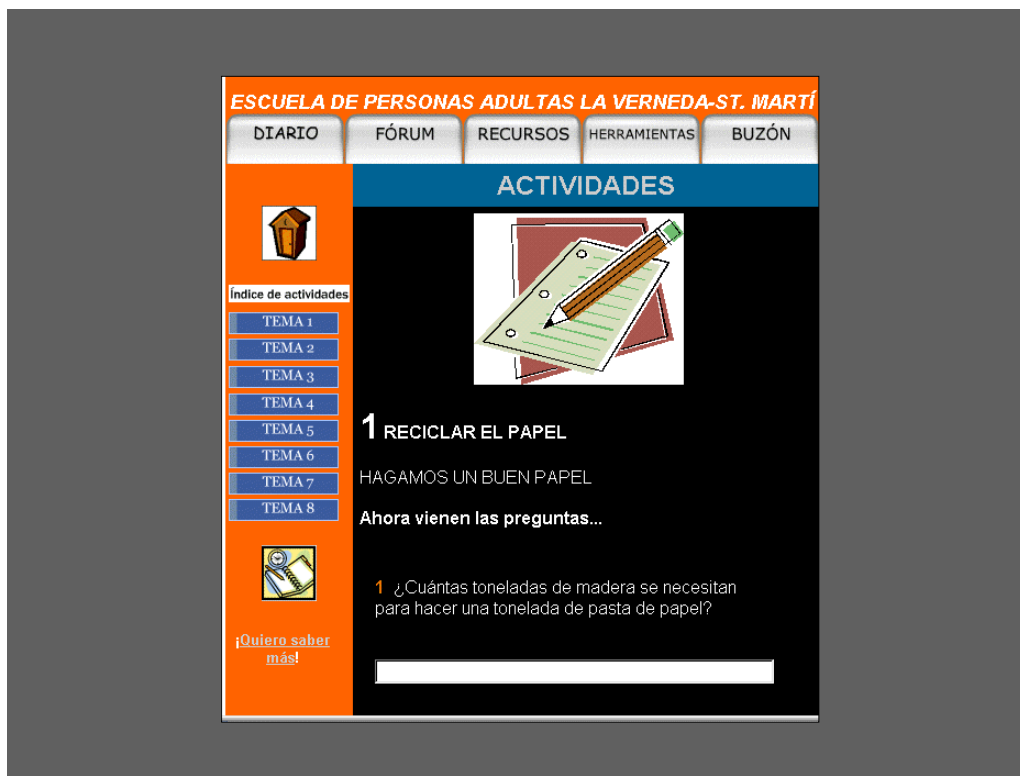 ESCUELA DE PERSONAS ADULTAS LA VERNEDA-ST. MARTÍ
DIARIO FÓRUM RECURSOS HERRAMIENTAS BUZÓN
ACTIVIDADES
Índice de actividades
TEMA 1
TEMA 2
TEMA 3
TEMA 4
TEMA 5
TEMA 6
TEMA 7
TEMA 8
¡Quiero saber
más!
1 RECICLAR EL PAPEL
HAGAMOS UN BUEN PAPEL
Ahora vienen las preguntas...
1 ¿Cuántas toneladas de madera se necesitan
para hacer una tonelada de pasta de papel?